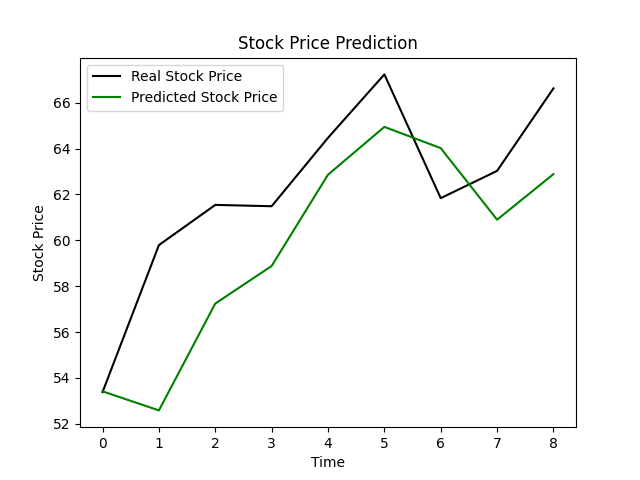 Stock Price Prediction
Real Stock Price
Predicted Stock Price
66
64
62
60
58
56
54
52
Stock Price
0 1 2 3 4 5 6 7 8
Time